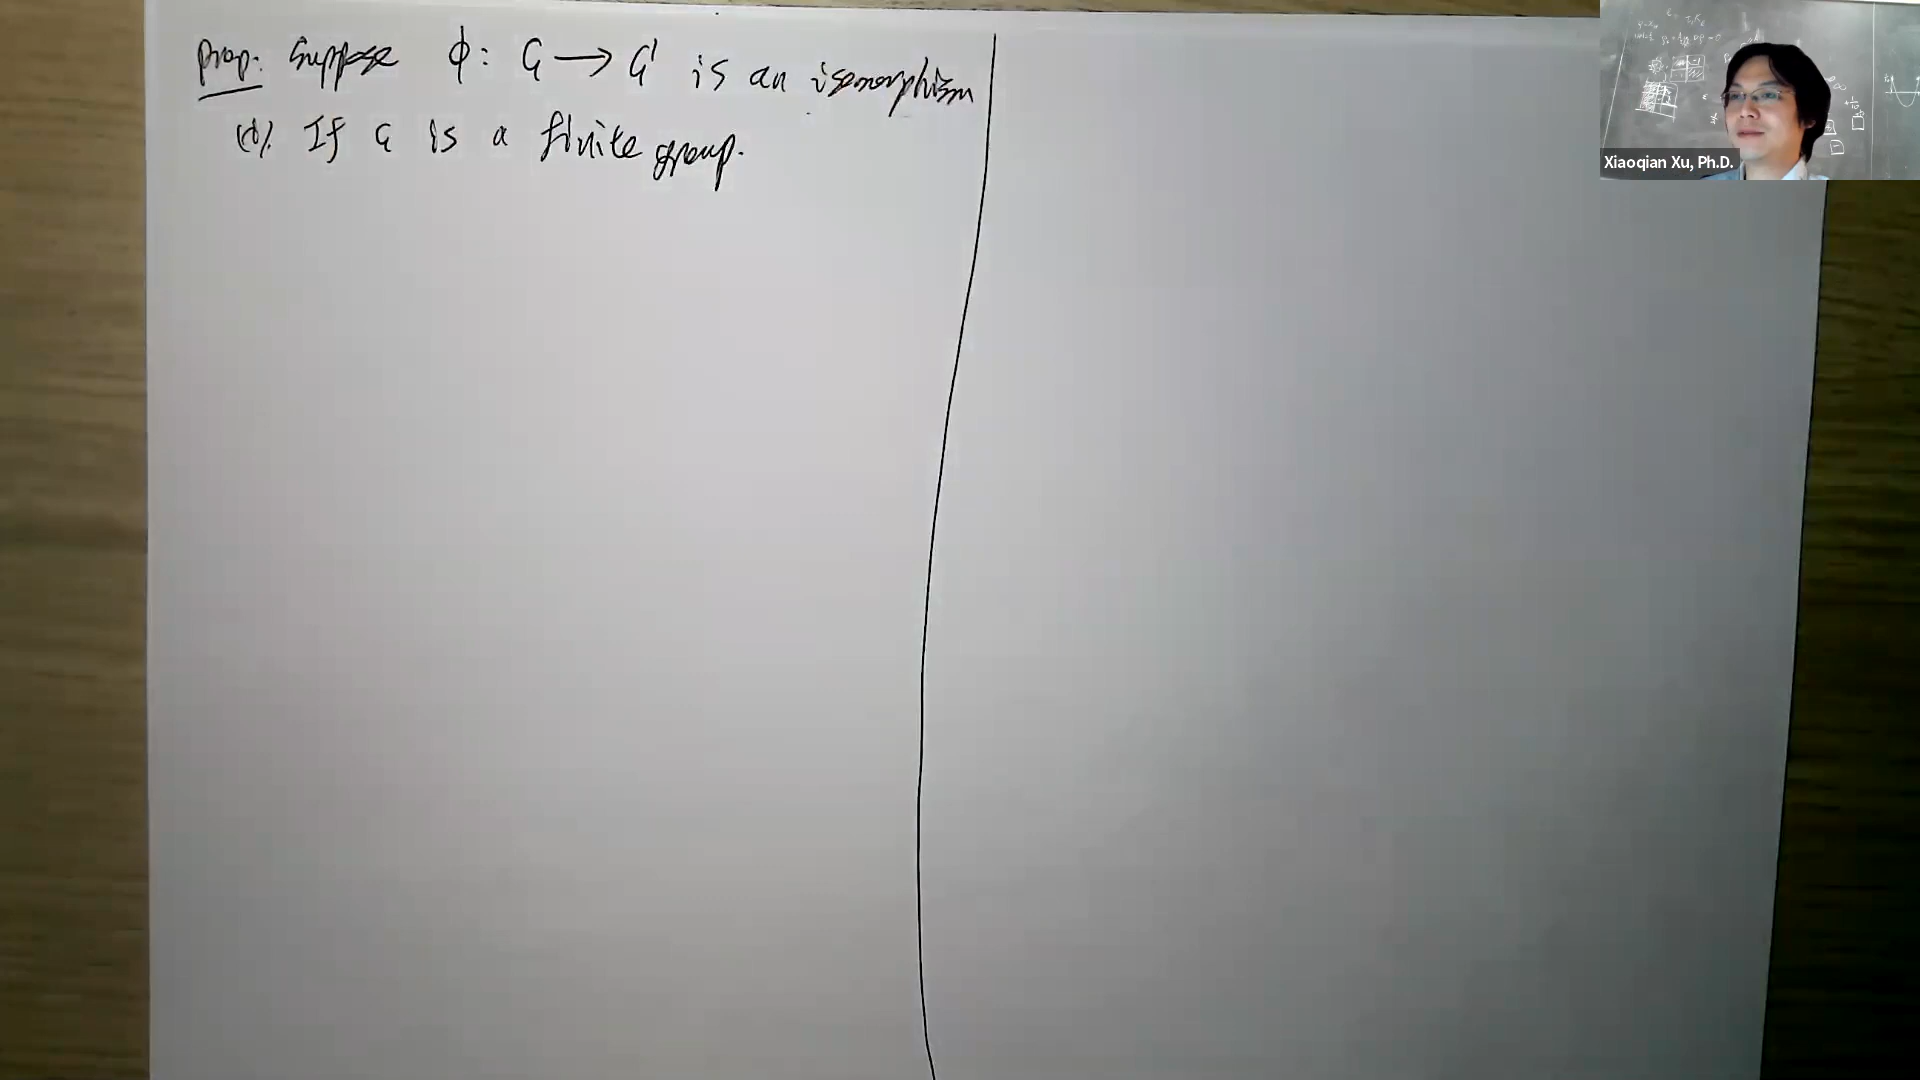 prop: Suppose ϕ: G → G' is an isomorphism
(1). If G is a finite group.
Xiaoqian Xu, Ph.D.